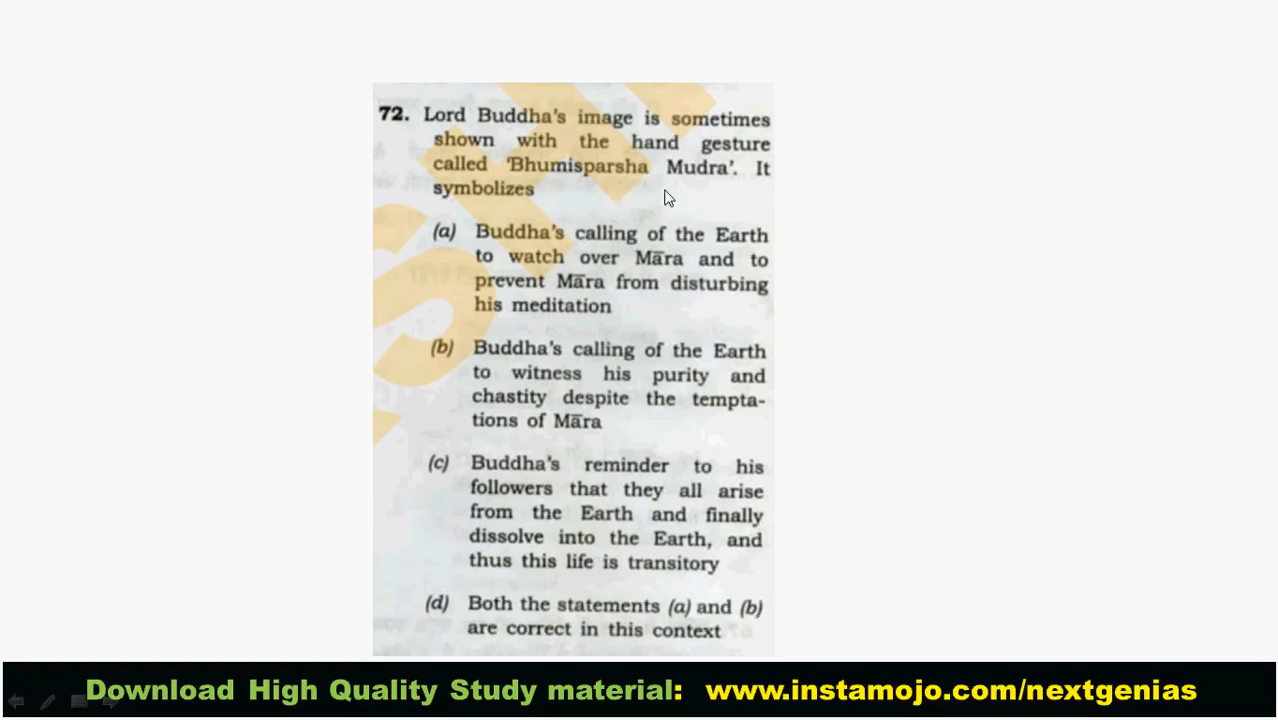 72. Lord Buddha's image is sometimes
shown with the hand gesture
called 'Bhumisparsha Mudra'. It
symbolizes
(a) Buddha's calling of the Earth
to watch over Māra and to
prevent Māra from disturbing
his meditation
(b) Buddha's calling of the Earth
to witness his purity and
chastity despite the tempta-
tions of Māra
(c) Buddha's reminder to his
followers that they all arise
from the Earth and finally
dissolve into the Earth, and
thus this life is transitory
(d) Both the statements (a) and (b)
are correct in this context
Download High Quality Study material: www.instamojo.com/nextgenias